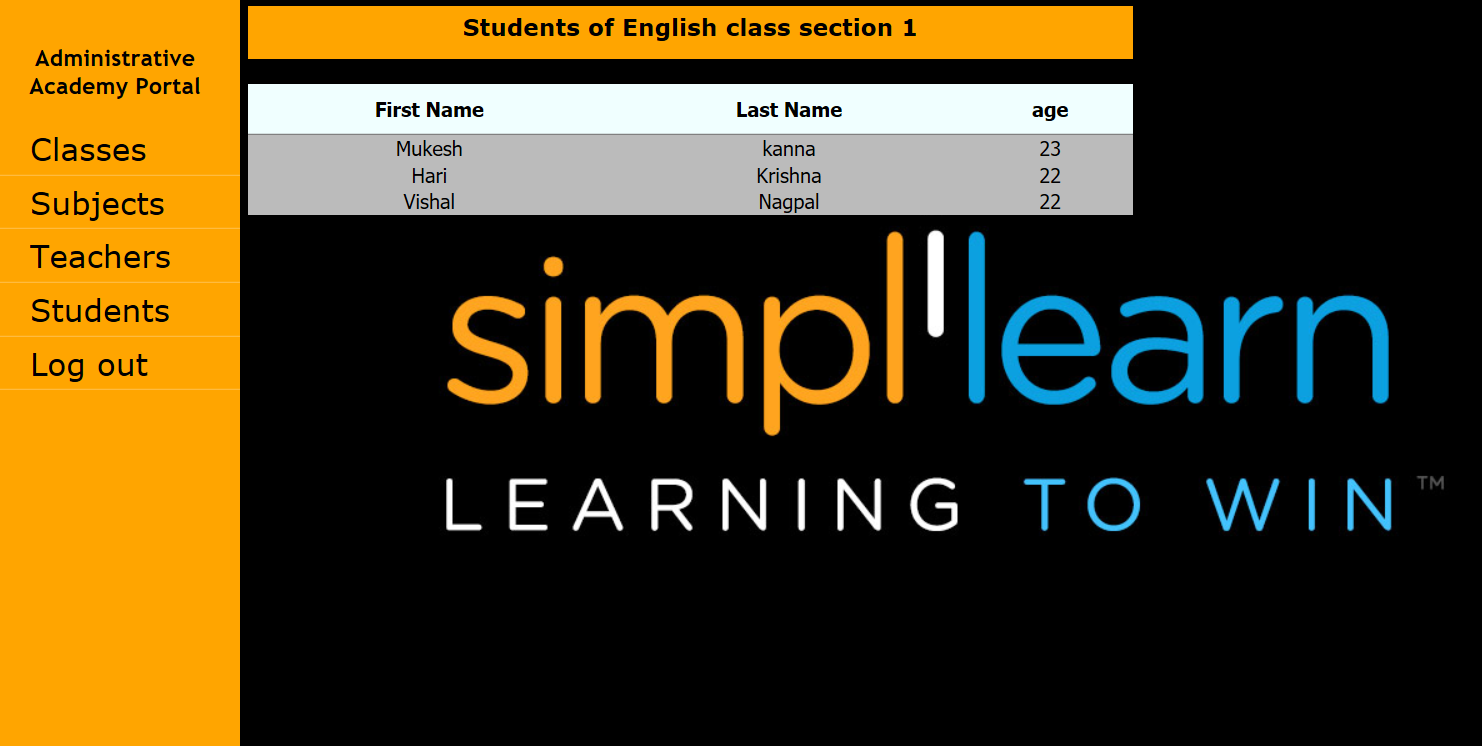 Administrative
Academy Portal
Classes
Subjects
Teachers
Students
Log out
Students of English class section 1
First Name Last Name age
Mukesh kanna 23
Hari Krishna 22
Vishal Nagpal 22
simplilearn
LEARNING TO WIN™